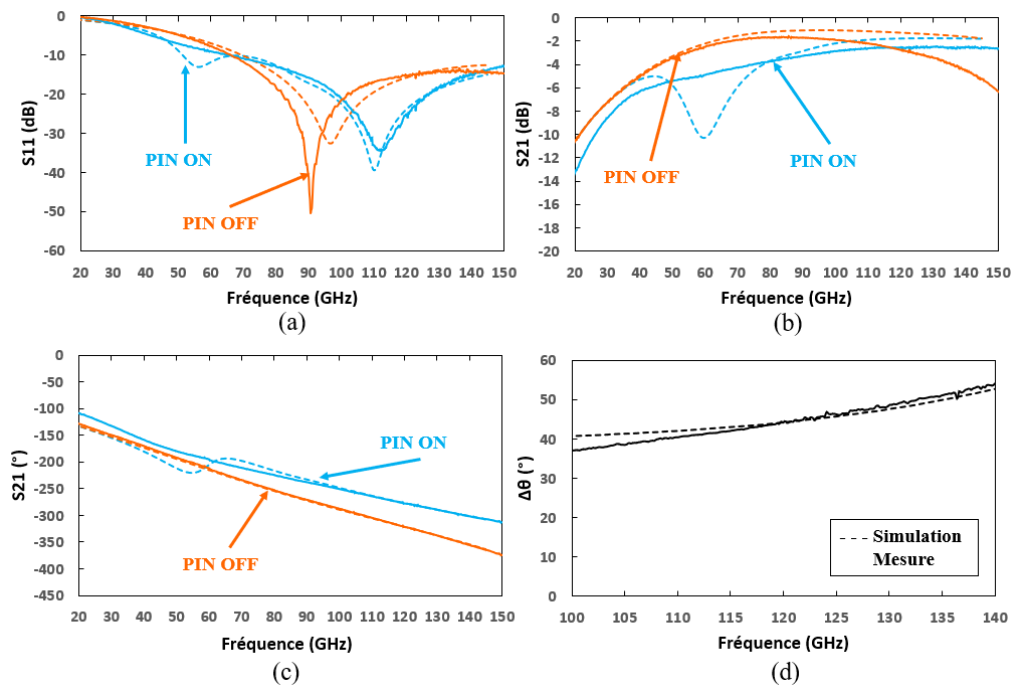 0
-10
-20
-30
-40
-50
-60
S11 (dB)
PIN ON
PIN OFF
20 30 40 50 60 70 80 90 100 110 120 130 140 150
Fréquence (GHz)
(a)
0
-2
-4
-6
-8
-10
-12
-14
-16
-18
-20
S21 (dB)
PIN OFF
PIN ON
20 30 40 50 60 70 80 90 100 110 120 130 140 150
Fréquence (GHz)
(b)
0
-50
-100
-150
-200
-250
-300
-350
-400
-450
S21 (°)
PIN ON
PIN OFF
20 30 40 50 60 70 80 90 100 110 120 130 140 150
Fréquence (GHz)
(c)
60
50
40
30
20
10
0
Δθ (°)
Simulation
Mesure
100 105 110 115 120 125 130 135 140
Fréquence (GHz)
(d)